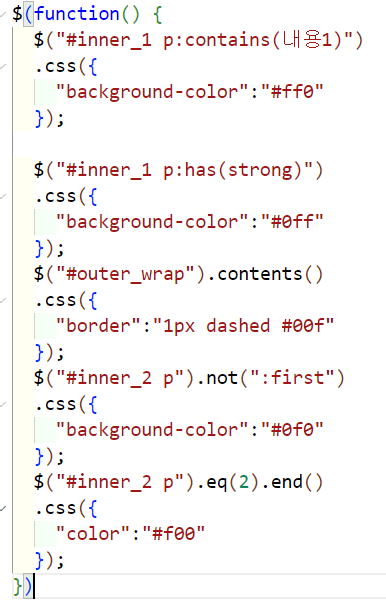 $(function() {
  $("#inner_1 p:contains(내용1)")
  .css({
    "background-color":"#ff0"
  });

  $("#inner_1 p:has(strong)")
  .css({
    "background-color":"#0ff"
  });
  $("#outer_wrap").contents()
  .css({
    "border":"1px dashed #00f"
  });
  $("#inner_2 p").not(":first")
  .css({
    "background-color":"#0f0"
  });
  $("#inner_2 p").eq(2).end()
  .css({
    "color":"#f00"
  });
})